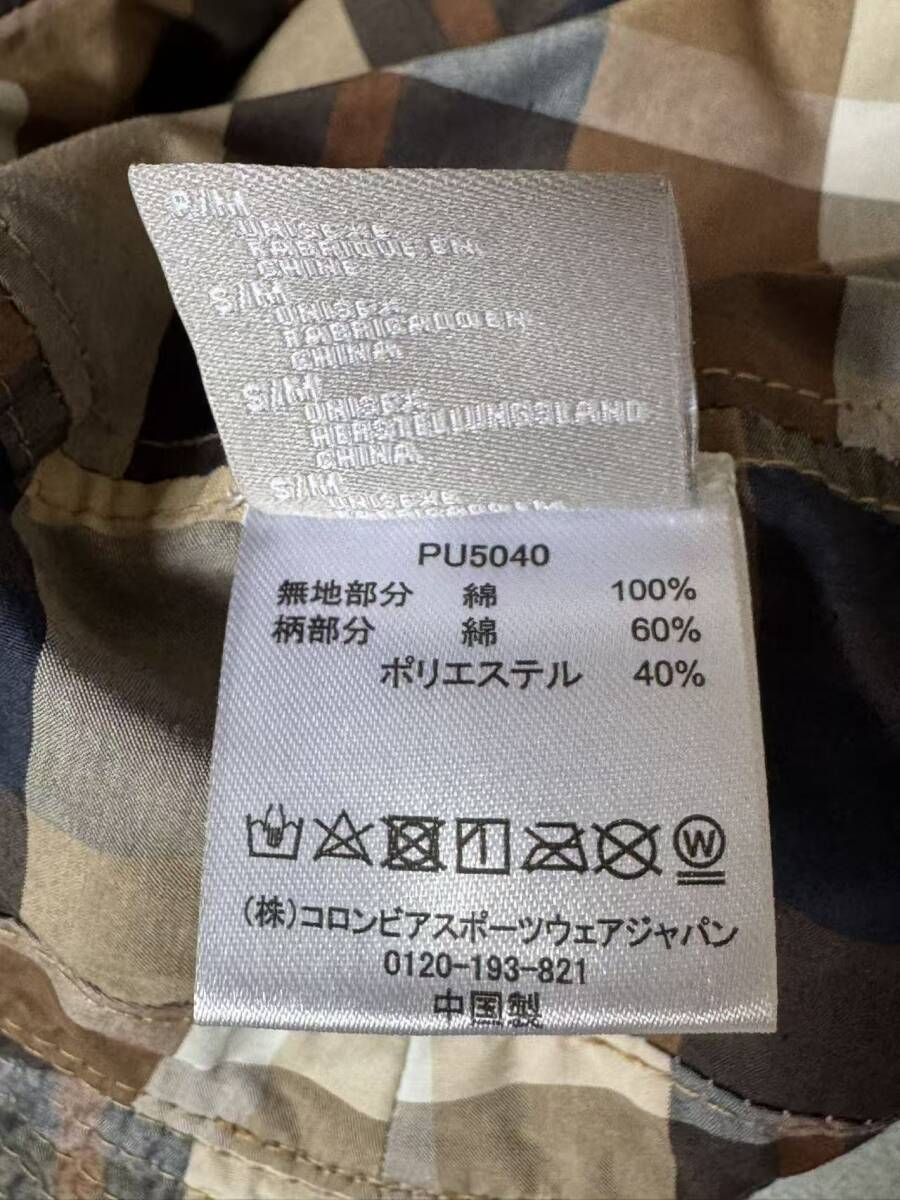 P/M
UNISEXE
FABRIQUE EN
CHINE
S/M
UNISEX
FABRICADO EN
CHINA
S/M
UNISEX
HERSTELLUNGSLAND
CHINA
S/M
UNISEXE
PU5040
無地部分 綿 100%
柄部分 綿 60%
ポリエステル 40%
W
(株)コロンビアスポーツウェアジャパン
0120-193-821
中国製